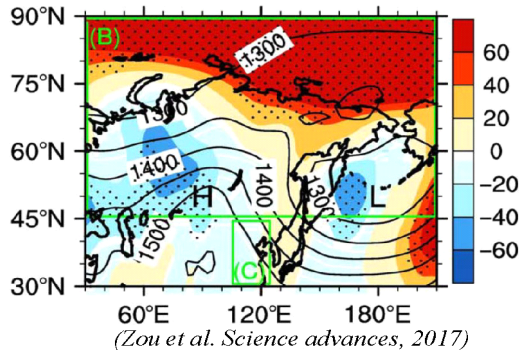 90°N
(B)
1300
60
75°N
40
1300
20
60°N
0
1400
1400
1300
H
L
−20
45°N
−40
1500
(C)
−60
30°N
60°E
120°E
180°E
(Zou et al. Science advances, 2017)